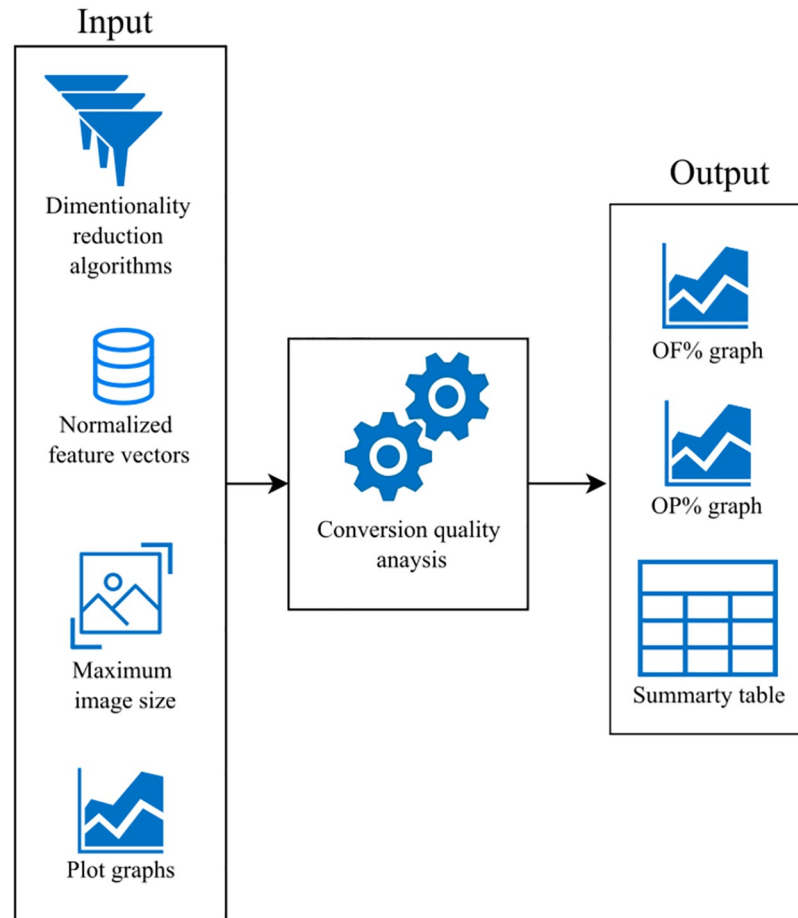 Input
Dimentionality
reduction
algorithms
Normalized
feature vectors
Maximum
image size
Plot graphs
Conversion quality
anaysis
Output
OF% graph
OP% graph
Summarty table